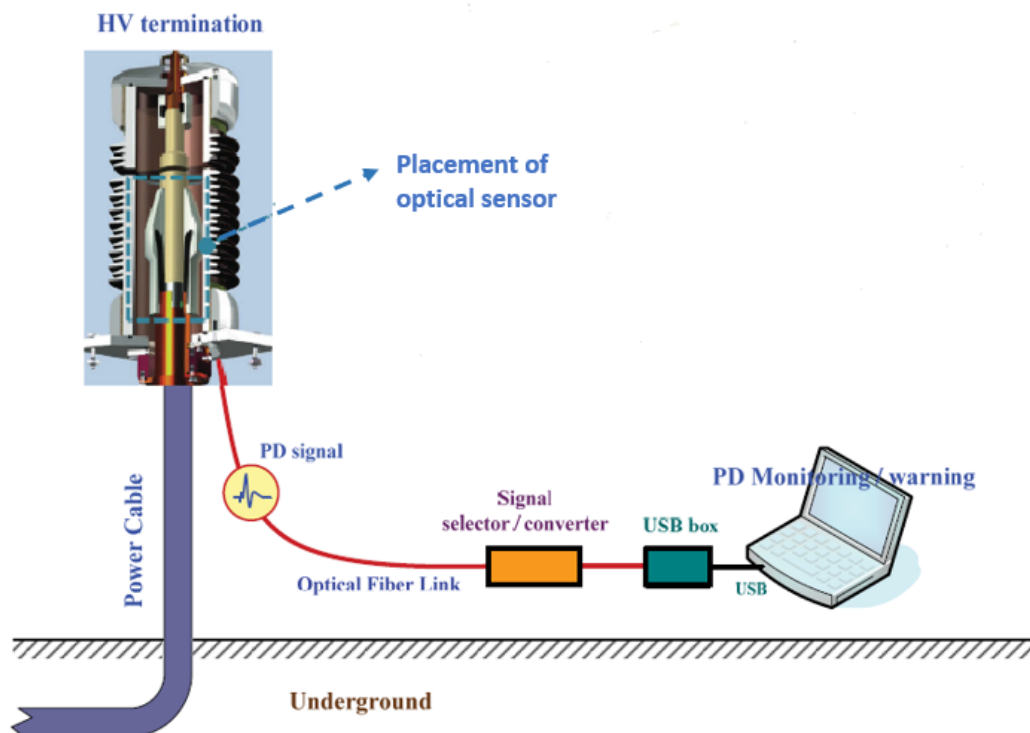 HV termination
Placement of
optical sensor
PD signal
PD Monitoring / warning
Signal
selector / converter
USB box
Power Cable
Optical Fiber Link
USB
Underground